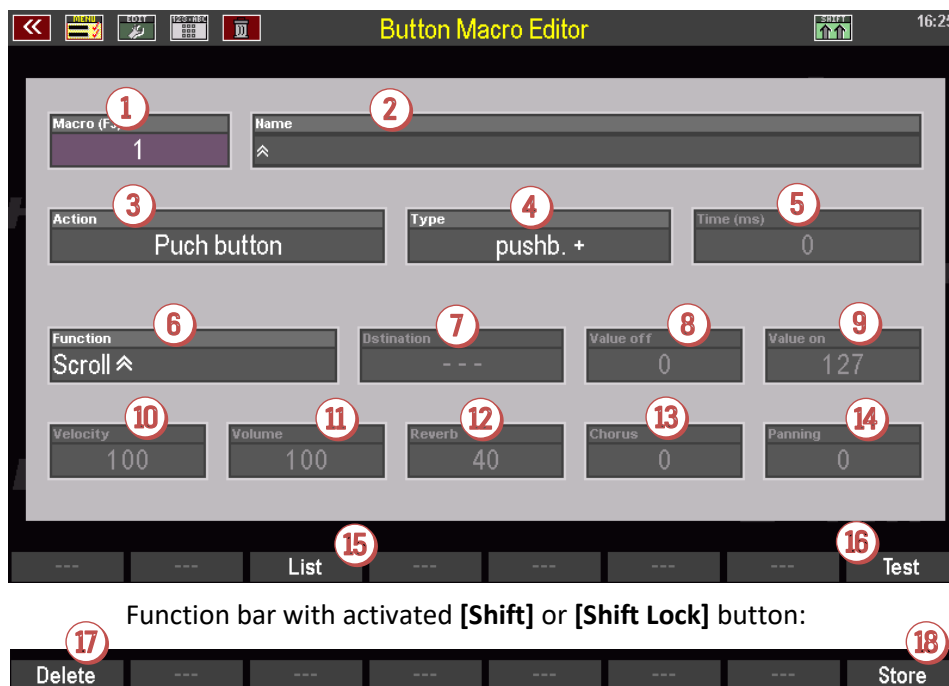 MENU EDIT 123-ABC Button Macro Editor SHIFT 16:25
1 2
Macro (F3) Name
1
3 4 5
Action Type Time (ms)
Puch button pushb. + 0
6 7 8 9
Function Dstination Value off Value on
Scroll --- 0 127
10 11 12 13 14
Velocity Volume Reverb Chorus Panning
100 100 40 0 0
15 16
--- --- List --- --- --- --- Test
Function bar with activated [Shift] or [Shift Lock] button:
17 18
Delete --- --- --- --- --- --- Store